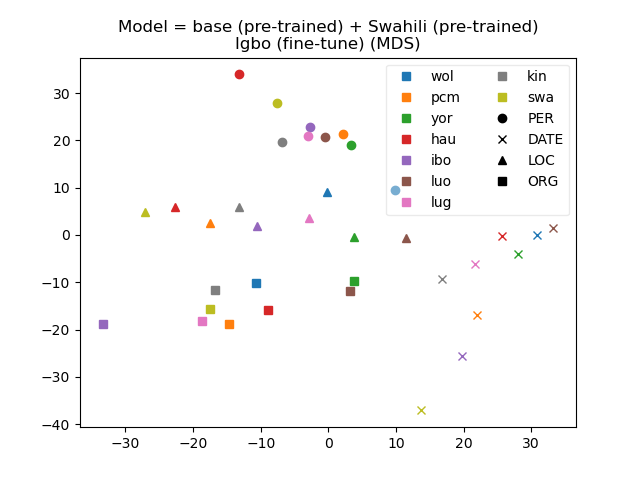 Model = base (pre-trained) + Swahili (pre-trained)
Igbo (fine-tune) (MDS)
wol
pcm
yor
hau
ibo
luo
lug
kin
swa
PER
DATE
LOC
ORG
30
20
10
0
−10
−20
−30
−40
−30 −20 −10 0 10 20 30